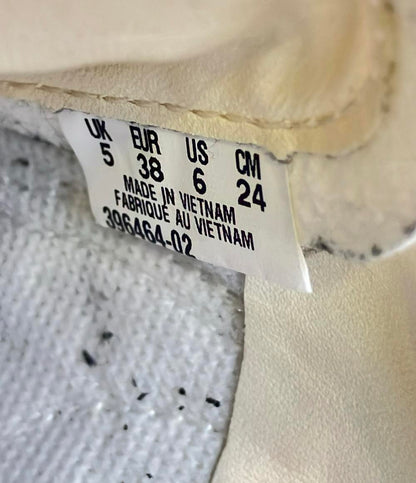 UK EUR US CM
5 38 6 24
MADE IN VIETNAM
FABRIQUÉ AU VIETNAM
396464-02